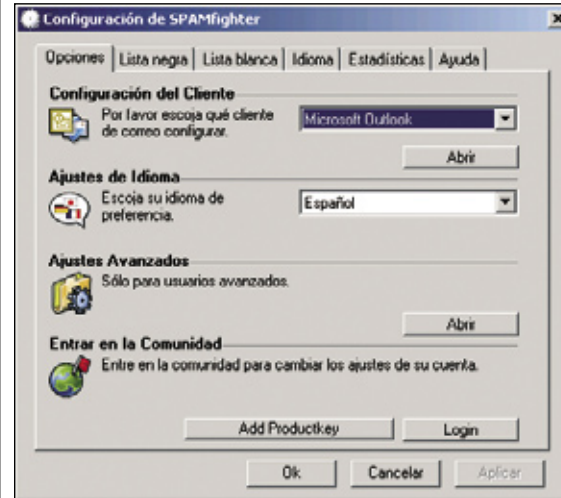 Configuración de SPAMfighter
Opciones Lista negra Lista blanca Idioma Estadísticas Ayuda
Configuración del Cliente
Por favor escoja qué cliente
de correo configurar.
Microsoft Outlook
Abrir
Ajustes de Idioma
Escoja su idioma de
preferencia.
Español
Ajustes Avanzados
Sólo para usuarios avanzados.
Abrir
Entrar en la Comunidad
Entre en la comunidad para cambiar los ajustes de su cuenta.
Add Productkey Login
Ok Cancelar Aplicar